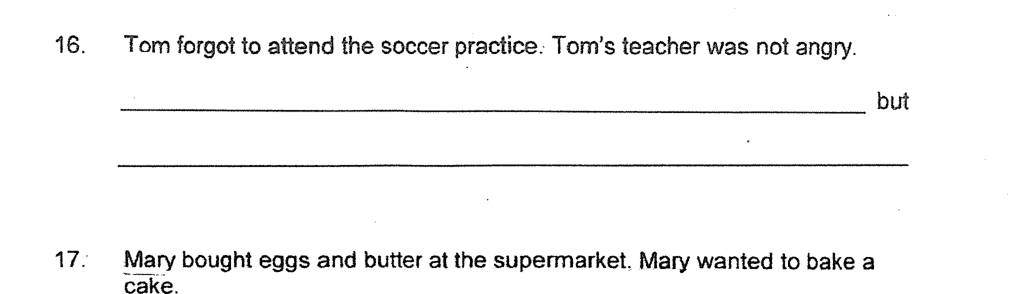 16. Tom forgot to attend the soccer practice. Tom's teacher was not angry.
but
17. Mary bought eggs and butter at the supermarket. Mary wanted to bake a
cake.